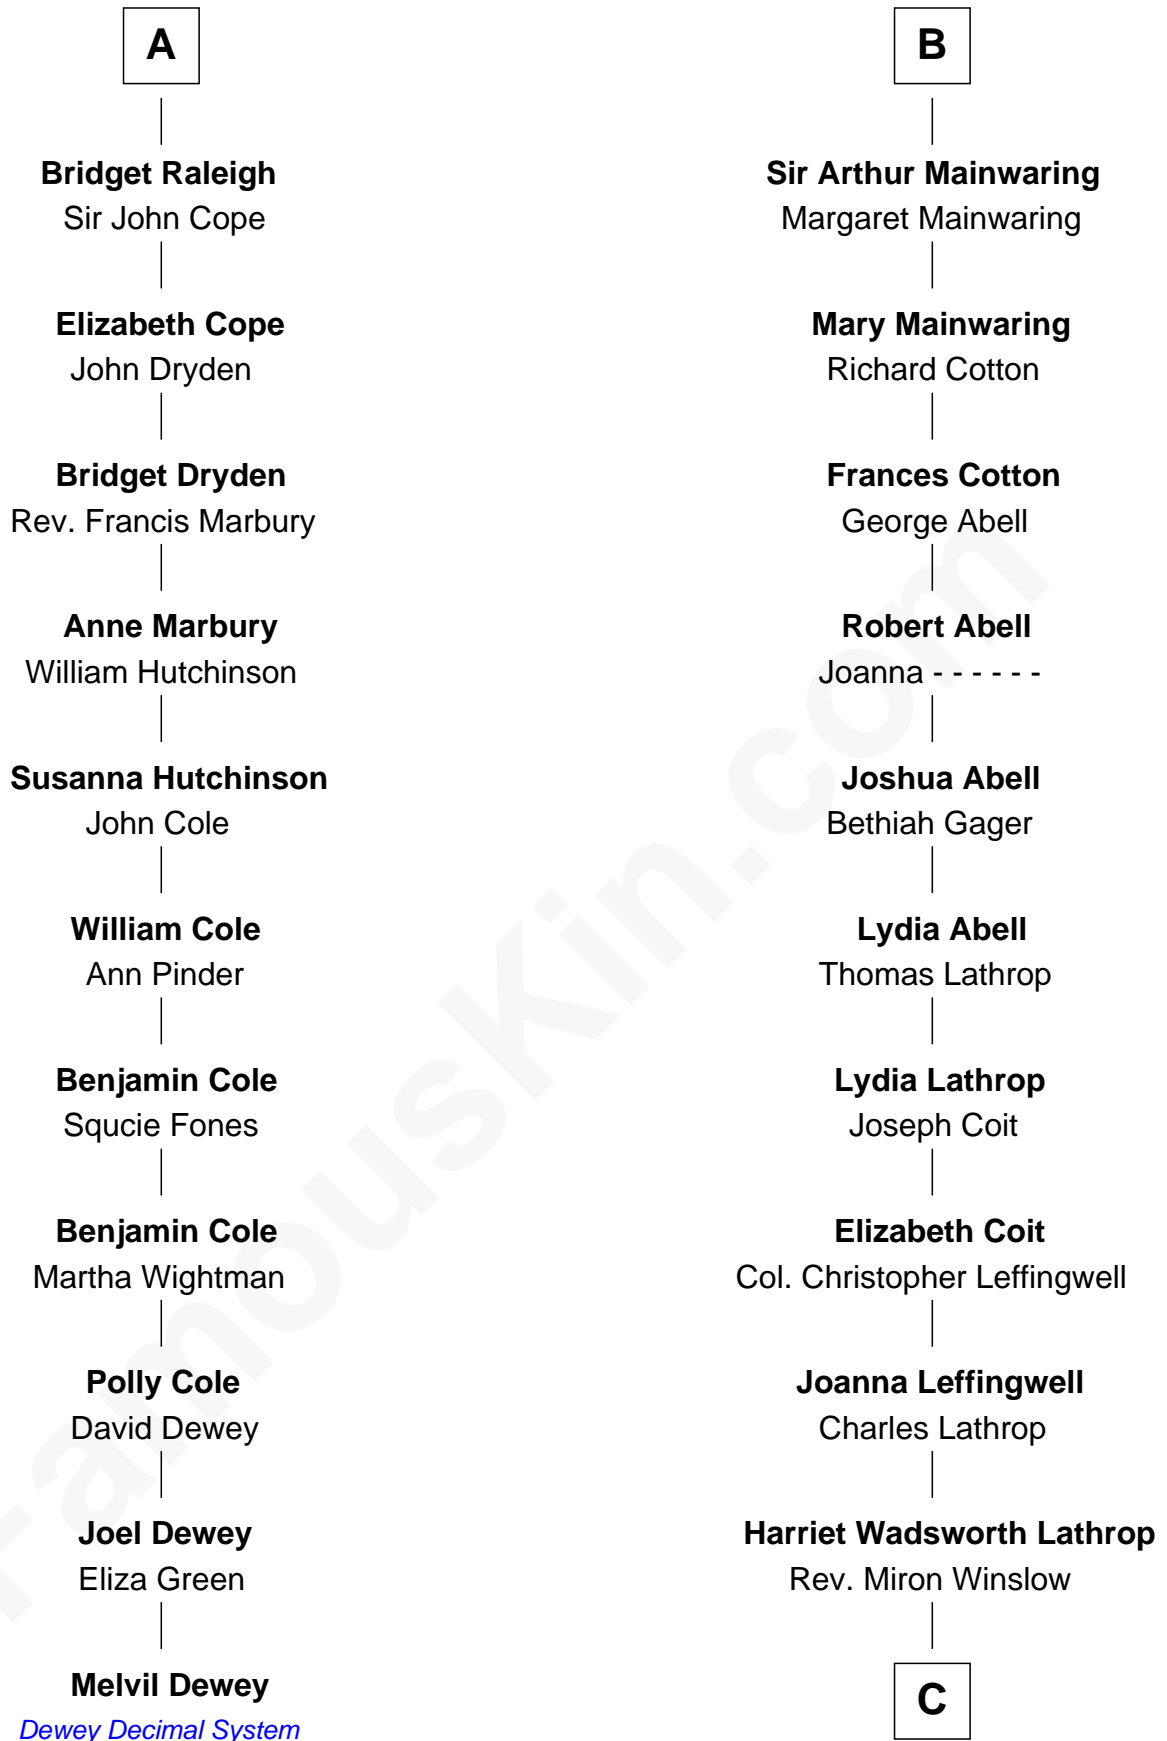 A
Bridget Raleigh
Sir John Cope
Elizabeth Cope
John Dryden
Bridget Dryden
Rev. Francis Marbury
Anne Marbury
William Hutchinson
Susanna Hutchinson
John Cole
William Cole
Ann Pinder
Benjamin Cole
Squcie Fones
Benjamin Cole
Martha Wightman
Polly Cole
David Dewey
Joel Dewey
Eliza Green
Melvil Dewey
Dewey Decimal System
B
Sir Arthur Mainwaring
Margaret Mainwaring
Mary Mainwaring
Richard Cotton
Frances Cotton
George Abell
Robert Abell
Joanna - - - - - -
Joshua Abell
Bethiah Gager
Lydia Abell
Thomas Lathrop
Lydia Lathrop
Joseph Coit
Elizabeth Coit
Col. Christopher Leffingwell
Joanna Leffingwell
Charles Lathrop
Harriet Wadsworth Lathrop
Rev. Miron Winslow
C
FamousKin.com